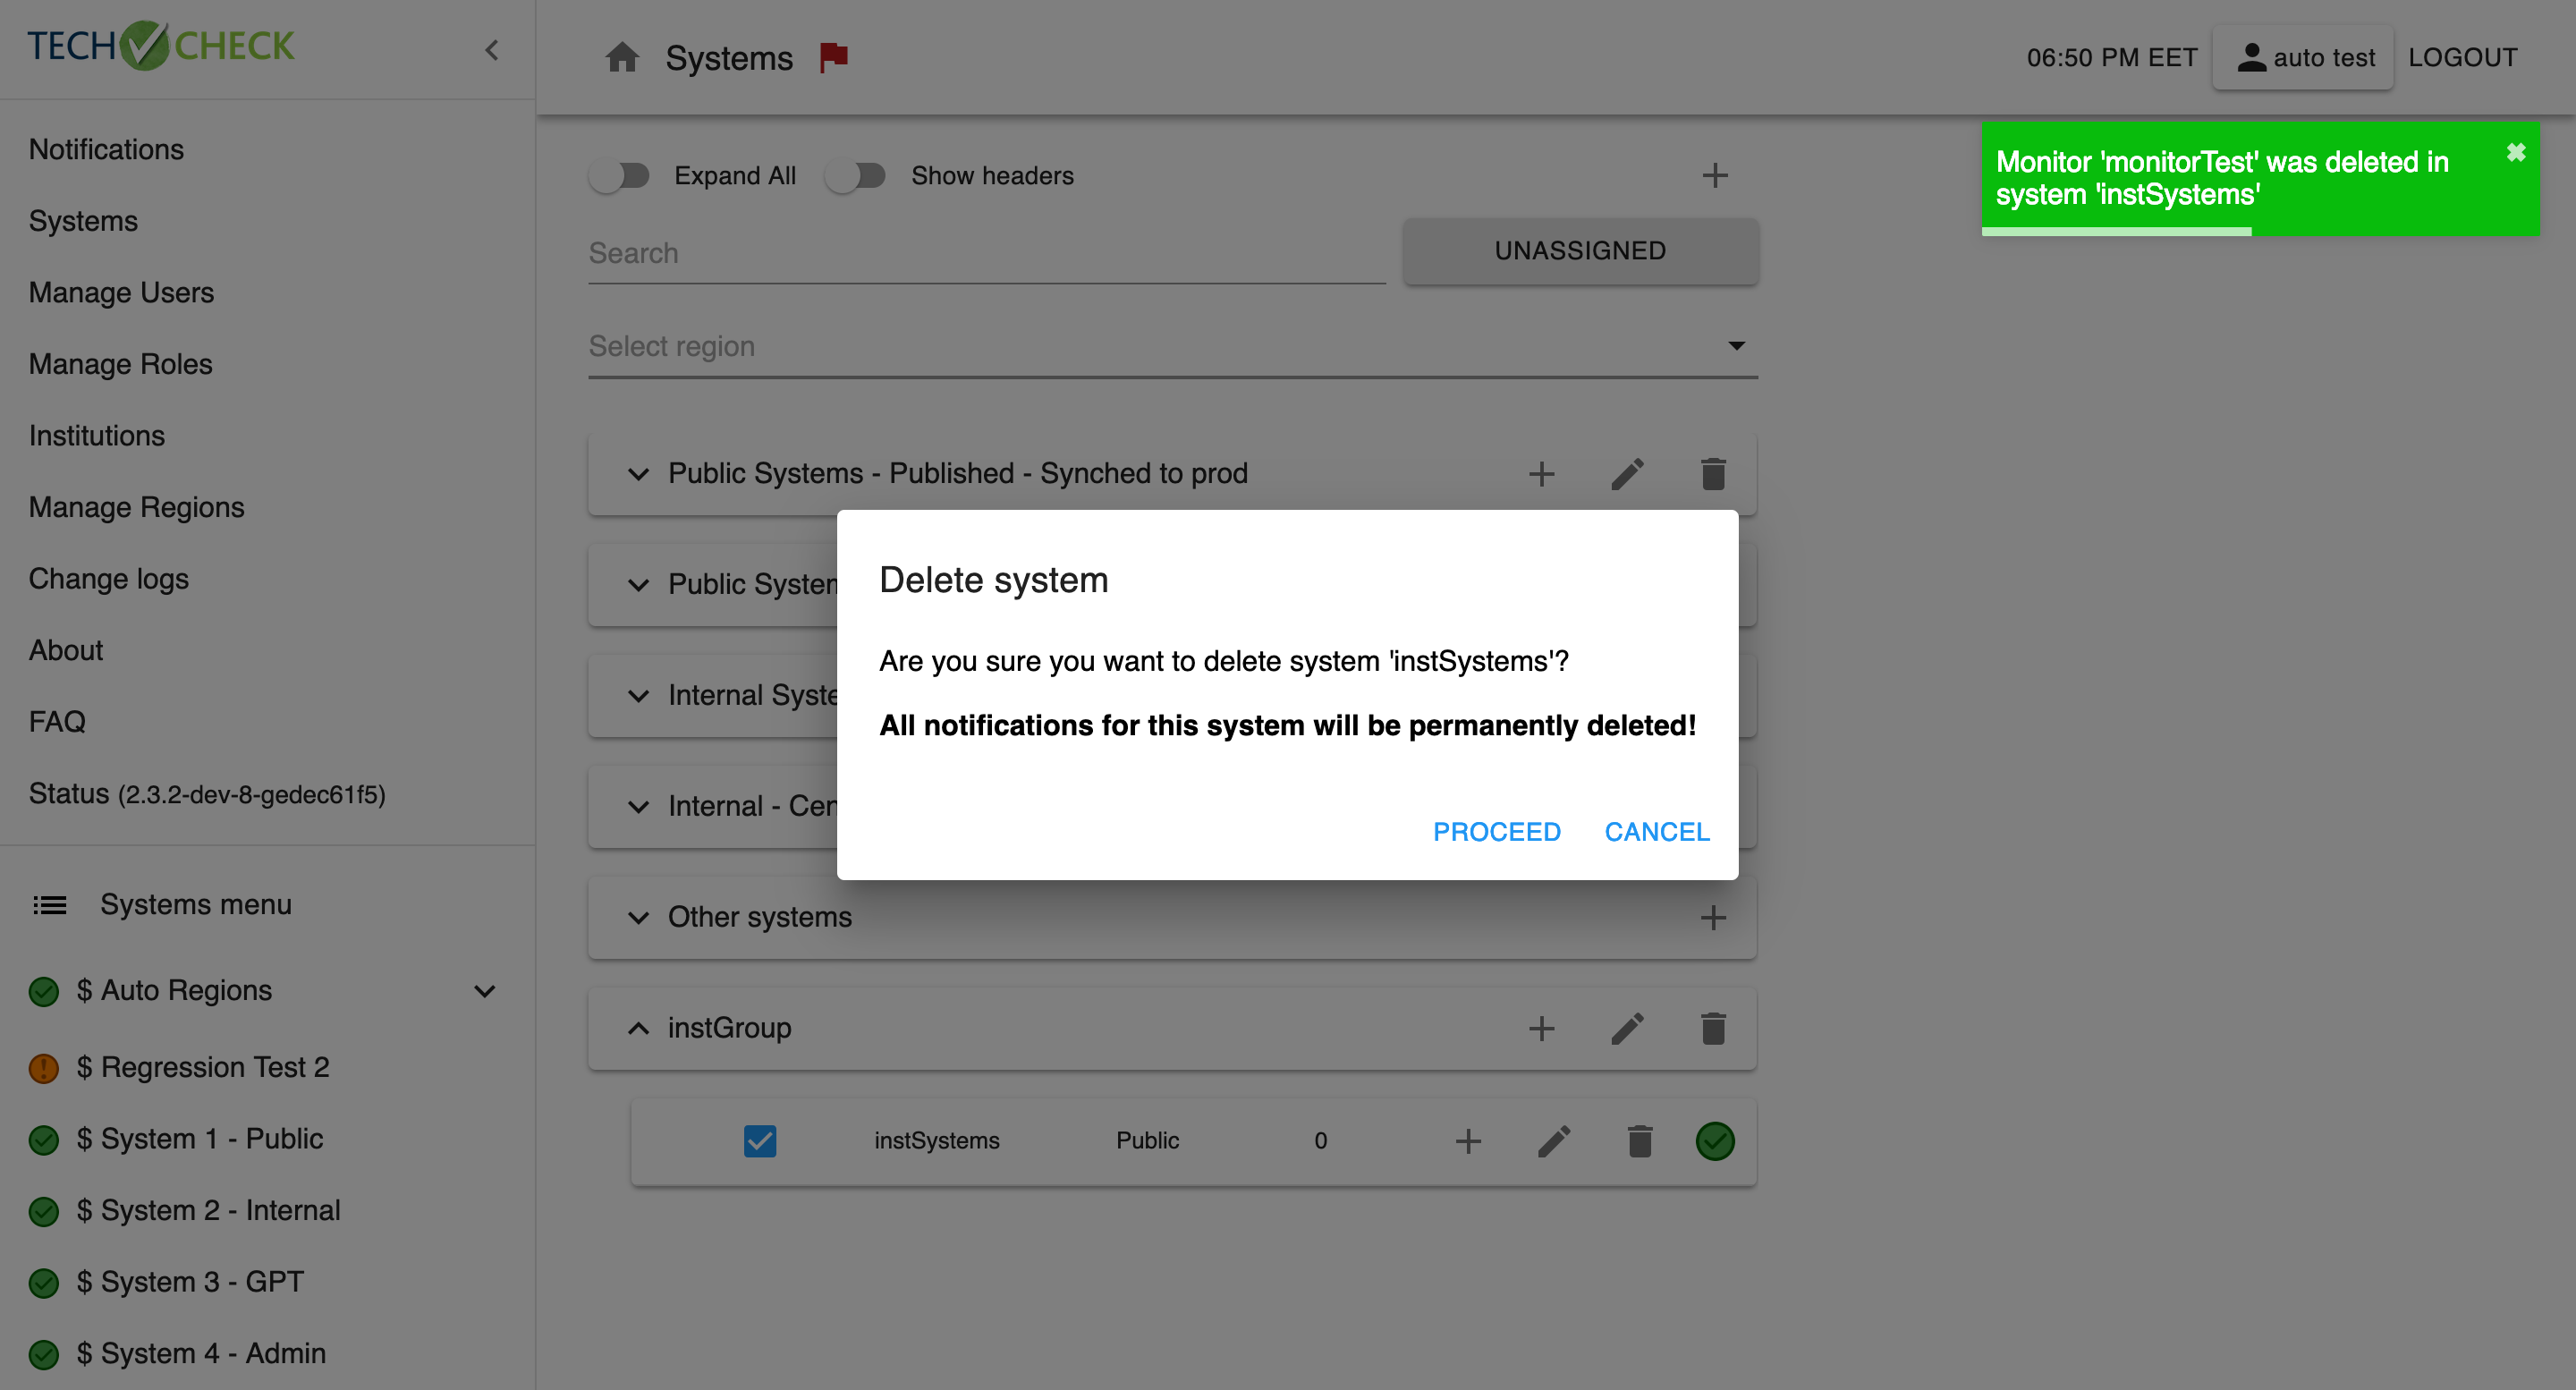 TECH CHECK
Systems
06:50 PM EET
auto test
LOGOUT
Notifications
Systems
Manage Users
Manage Roles
Institutions
Manage Regions
Change logs
About
FAQ
Status (2.3.2-dev-8-gedec61f5)
Systems menu
$ Auto Regions
$ Regression Test 2
$ System 1 - Public
$ System 2 - Internal
$ System 3 - GPT
$ System 4 - Admin
Expand All
Show headers
Search
UNASSIGNED
Select region
Public Systems - Published - Synched to prod
Public System
Internal Syste
Internal - Cen
Other systems
instGroup
instSystems Public 0
Monitor 'monitorTest' was deleted in
system 'instSystems'
Delete system
Are you sure you want to delete system 'instSystems'?
All notifications for this system will be permanently deleted!
PROCEED
CANCEL